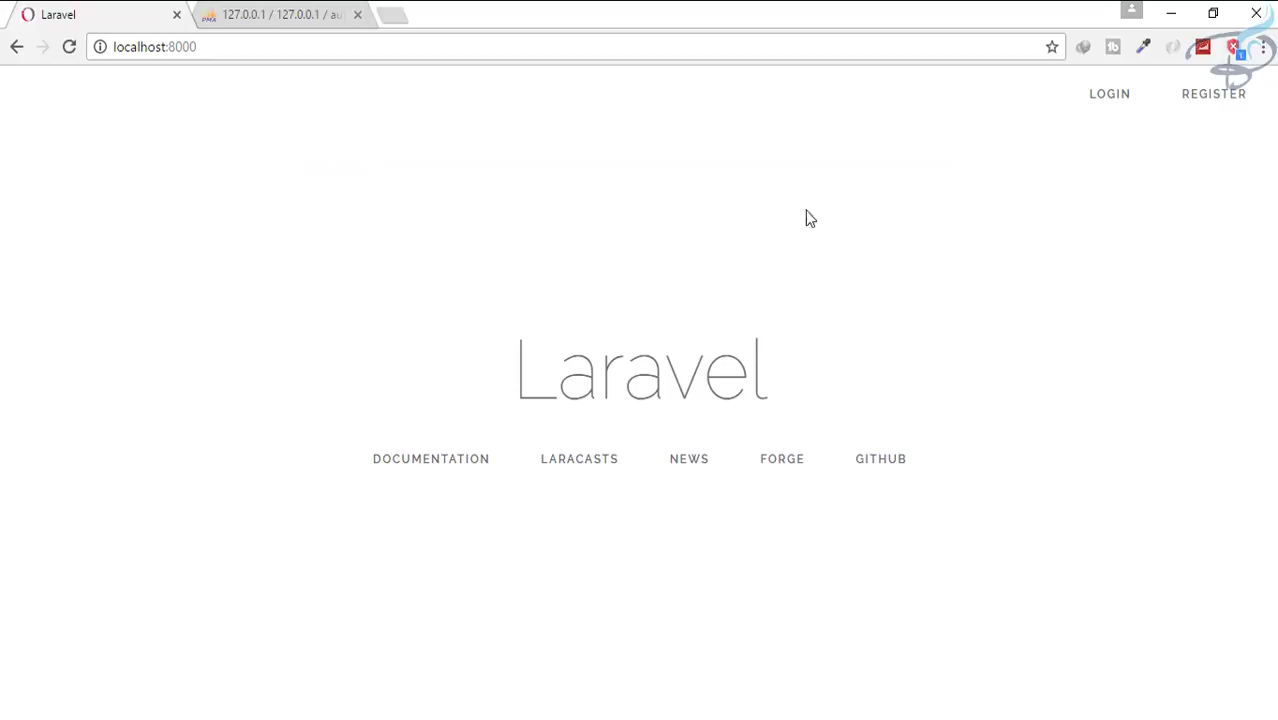 Laravel
127.0.0.1 / 127.0.0.1 / au
localhost:8000
LOGIN
REGISTER
Laravel
DOCUMENTATION
LARACASTS
NEWS
FORGE
GITHUB